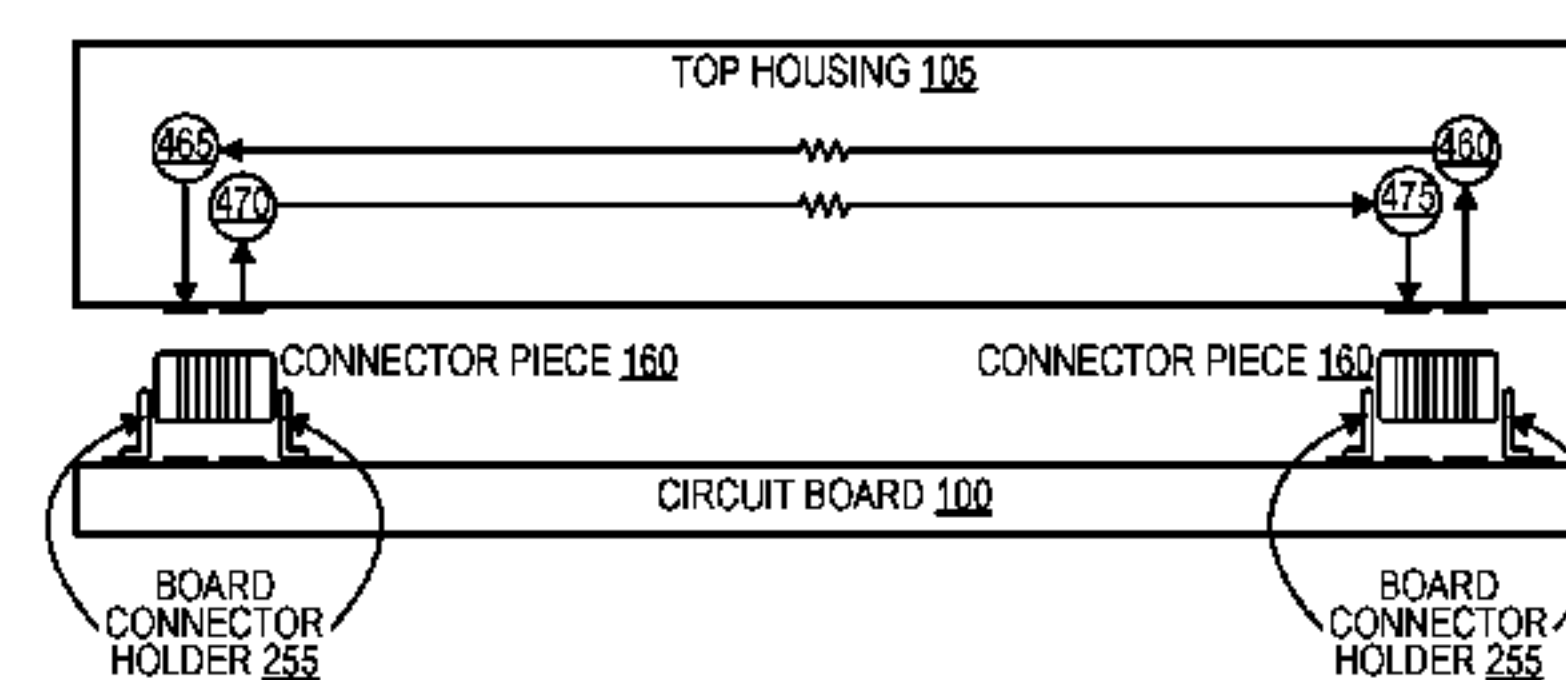 TOP HOUSING 105
465
460
470
475
CONNECTOR PIECE 160
CONNECTOR PIECE 160
CIRCUIT BOARD 100
BOARD
CONNECTOR
HOLDER 255
BOARD
CONNECTOR
HOLDER 255